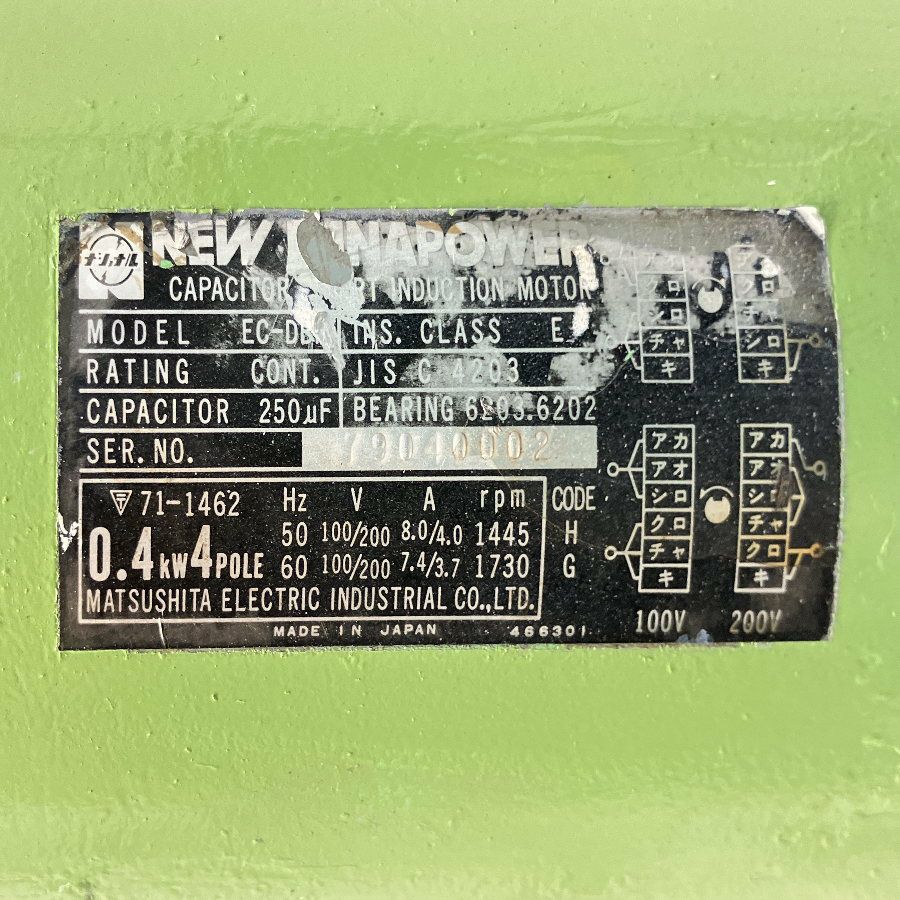 ナショナル
NEW POWER
CAPACITOR INDUCTION MOTOR
MODEL INS. CLASS E
RATING CONT. JIS C 4203
CAPACITOR 250μF BEARING 6203.6202
SER. NO. 79040002
〒 71-1462 Hz V A rpm CODE
0.4kW 4POLE
50 100/200 8.0/4.0 1445 H
60 100/200 7.4/3.7 1730 G
MATSUSHITA ELECTRIC INDUSTRIAL CO.,LTD.
MADE IN JAPAN 466301
クロ クロ
チャ シロ
キ キ
アカ アカ
アオ アオ
シロ シロ
クロ チャ
チャ クロ
キ キ
100V 200V